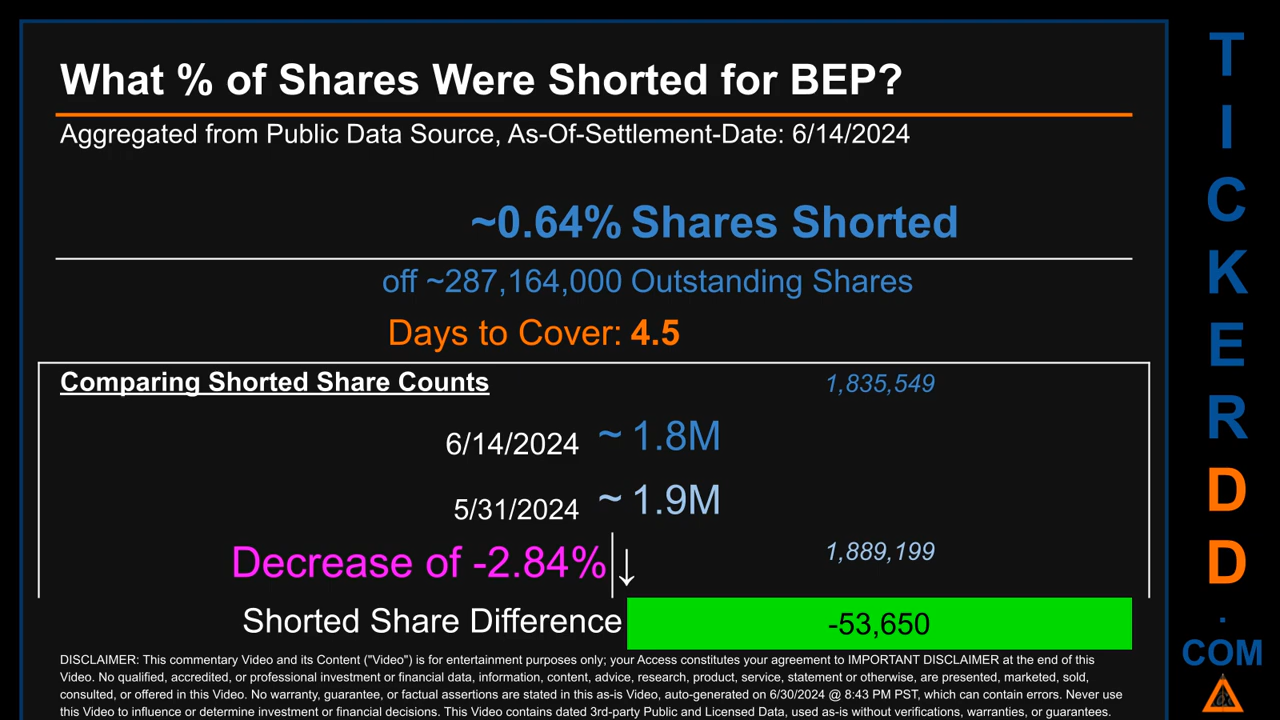 What % of Shares Were Shorted for BEP?
Aggregated from Public Data Source, As-Of-Settlement-Date: 6/14/2024
~0.64% Shares Shorted
off ~287,164,000 Outstanding Shares
Days to Cover: 4.5
Comparing Shorted Share Counts
1,835,549
6/14/2024 ~ 1.8M
5/31/2024 ~ 1.9M
1,889,199
Decrease of -2.84% ↓
Shorted Share Difference -53,650
DISCLAIMER: This commentary Video and its Content ("Video") is for entertainment purposes only; your Access constitutes your agreement to IMPORTANT DISCLAIMER at the end of this
Video. No qualified, accredited, or professional investment or financial data, information, content, advice, research, product, service, statement or otherwise, are presented, marketed, sold,
consulted, or offered in this Video. No warranty, guarantee, or factual assertions are stated in this as-is Video, auto-generated on 6/30/2024 @ 8:43 PM PST, which can contain errors. Never use
this Video to influence or determine investment or financial decisions. This Video contains dated 3rd-party Public and Licensed Data, used as-is without verifications, warranties, or guarantees.
T
I
C
K
E
R
D
D
.
COM